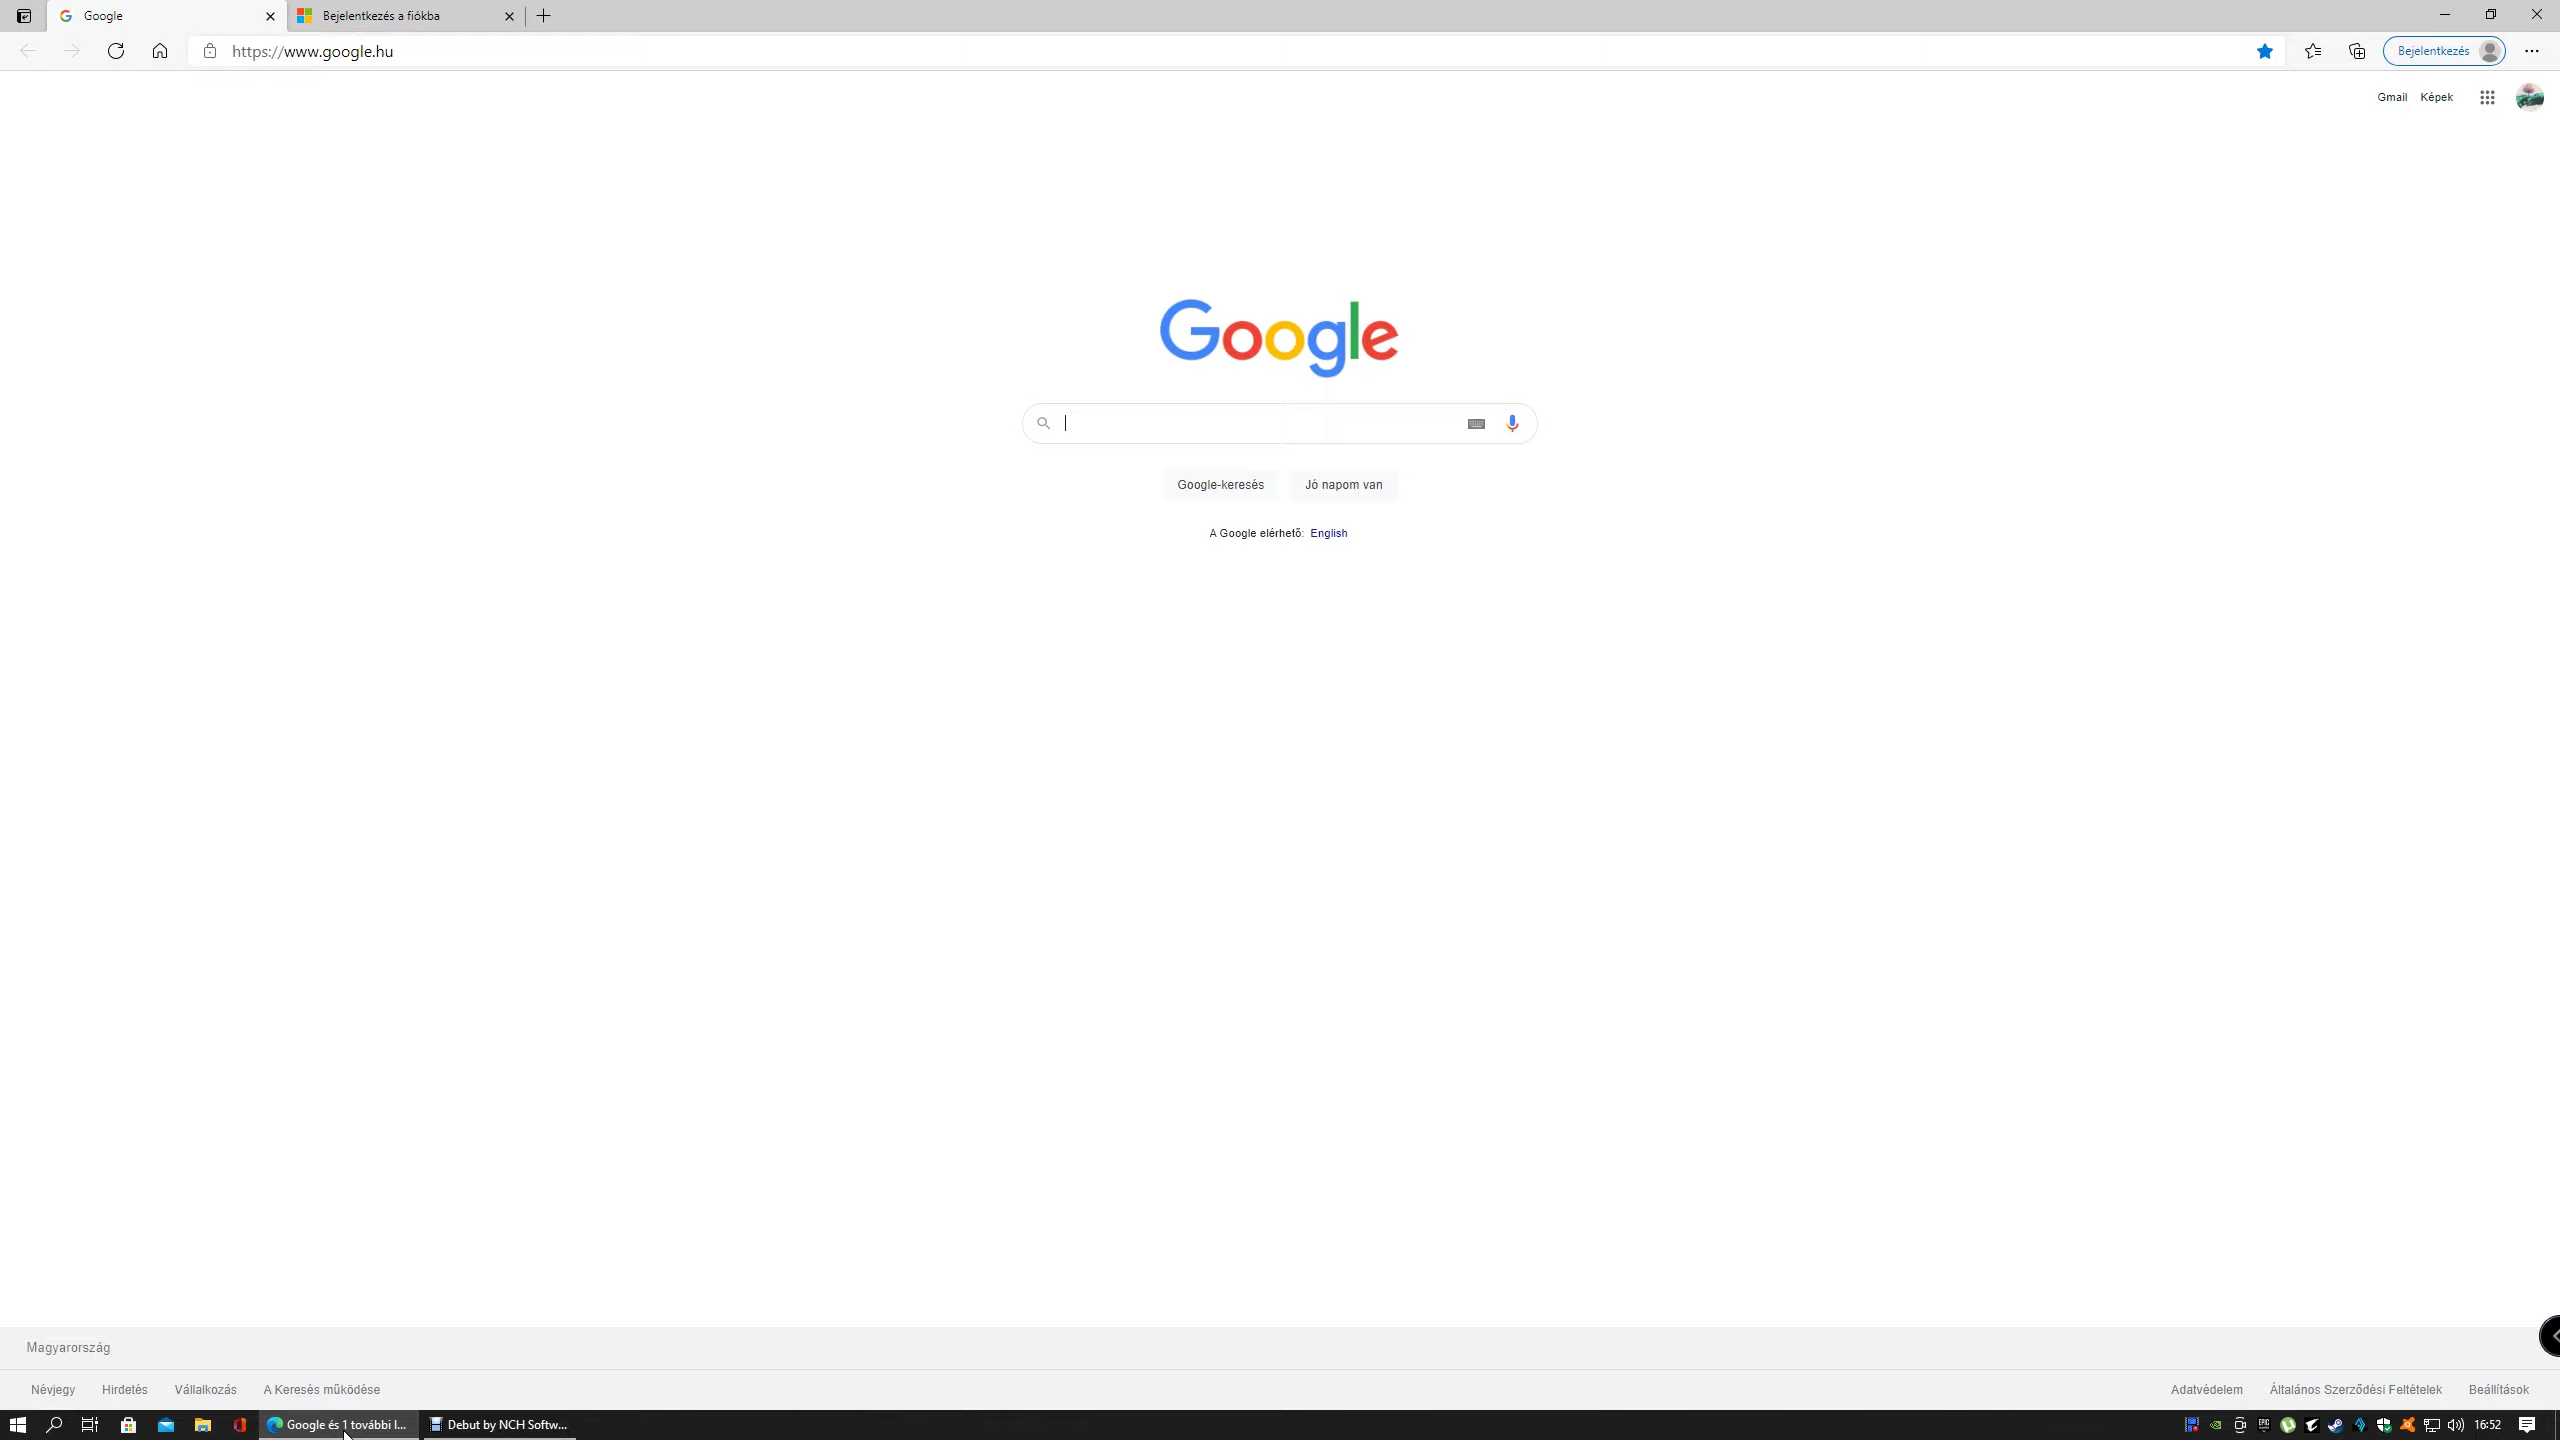 Google
Bejelentkezés a fiókba
https://www.google.hu
Bejelentkezés
Gmail Képek
Google
Google-keresés Jó napom van
A Google elérhető: English
Magyarország
Névjegy Hirdetés Vállalkozás A Keresés működése
Adatvédelem Általános Szerződési Feltételek Beállítások
Google és 1 további l...
Debut by NCH Softw...
EPIC
16:52